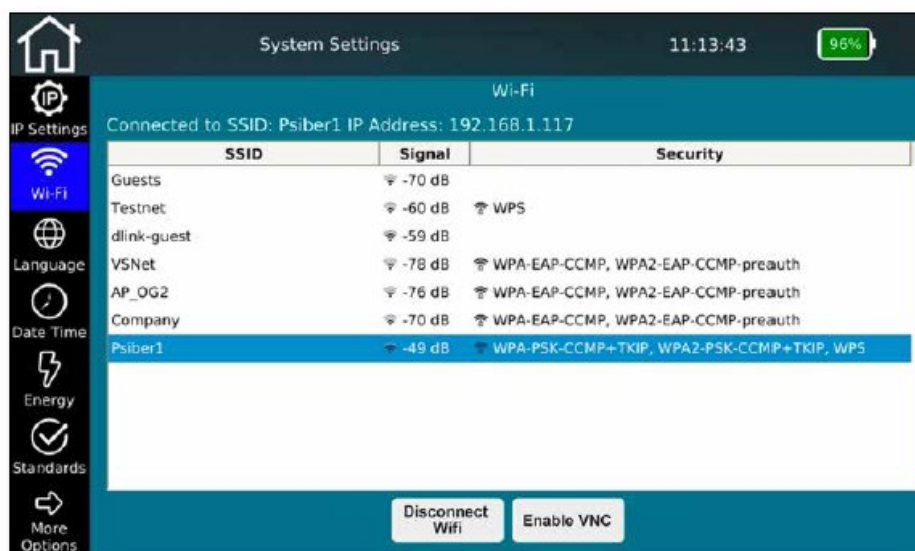 System Settings 11:13:43 96%
IP
IP Settings
Wi-Fi
Language
Date Time
Energy
Standards
More
Options
Wi-Fi
Connected to SSID: Psiber1 IP Address: 192.168.1.117
SSID Signal Security
Guests -70 dB
Testnet -60 dB WPS
dlink-guest -59 dB
VSNet -78 dB WPA-EAP-CCMP, WPA2-EAP-CCMP-preauth
AP_OG2 -76 dB WPA-EAP-CCMP, WPA2-EAP-CCMP-preauth
Company -70 dB WPA-EAP-CCMP, WPA2-EAP-CCMP-preauth
Psiber1 -49 dB WPA-PSK-CCMP+TKIP, WPA2-PSK-CCMP+TKIP, WPS
Disconnect
Wifi
Enable VNC